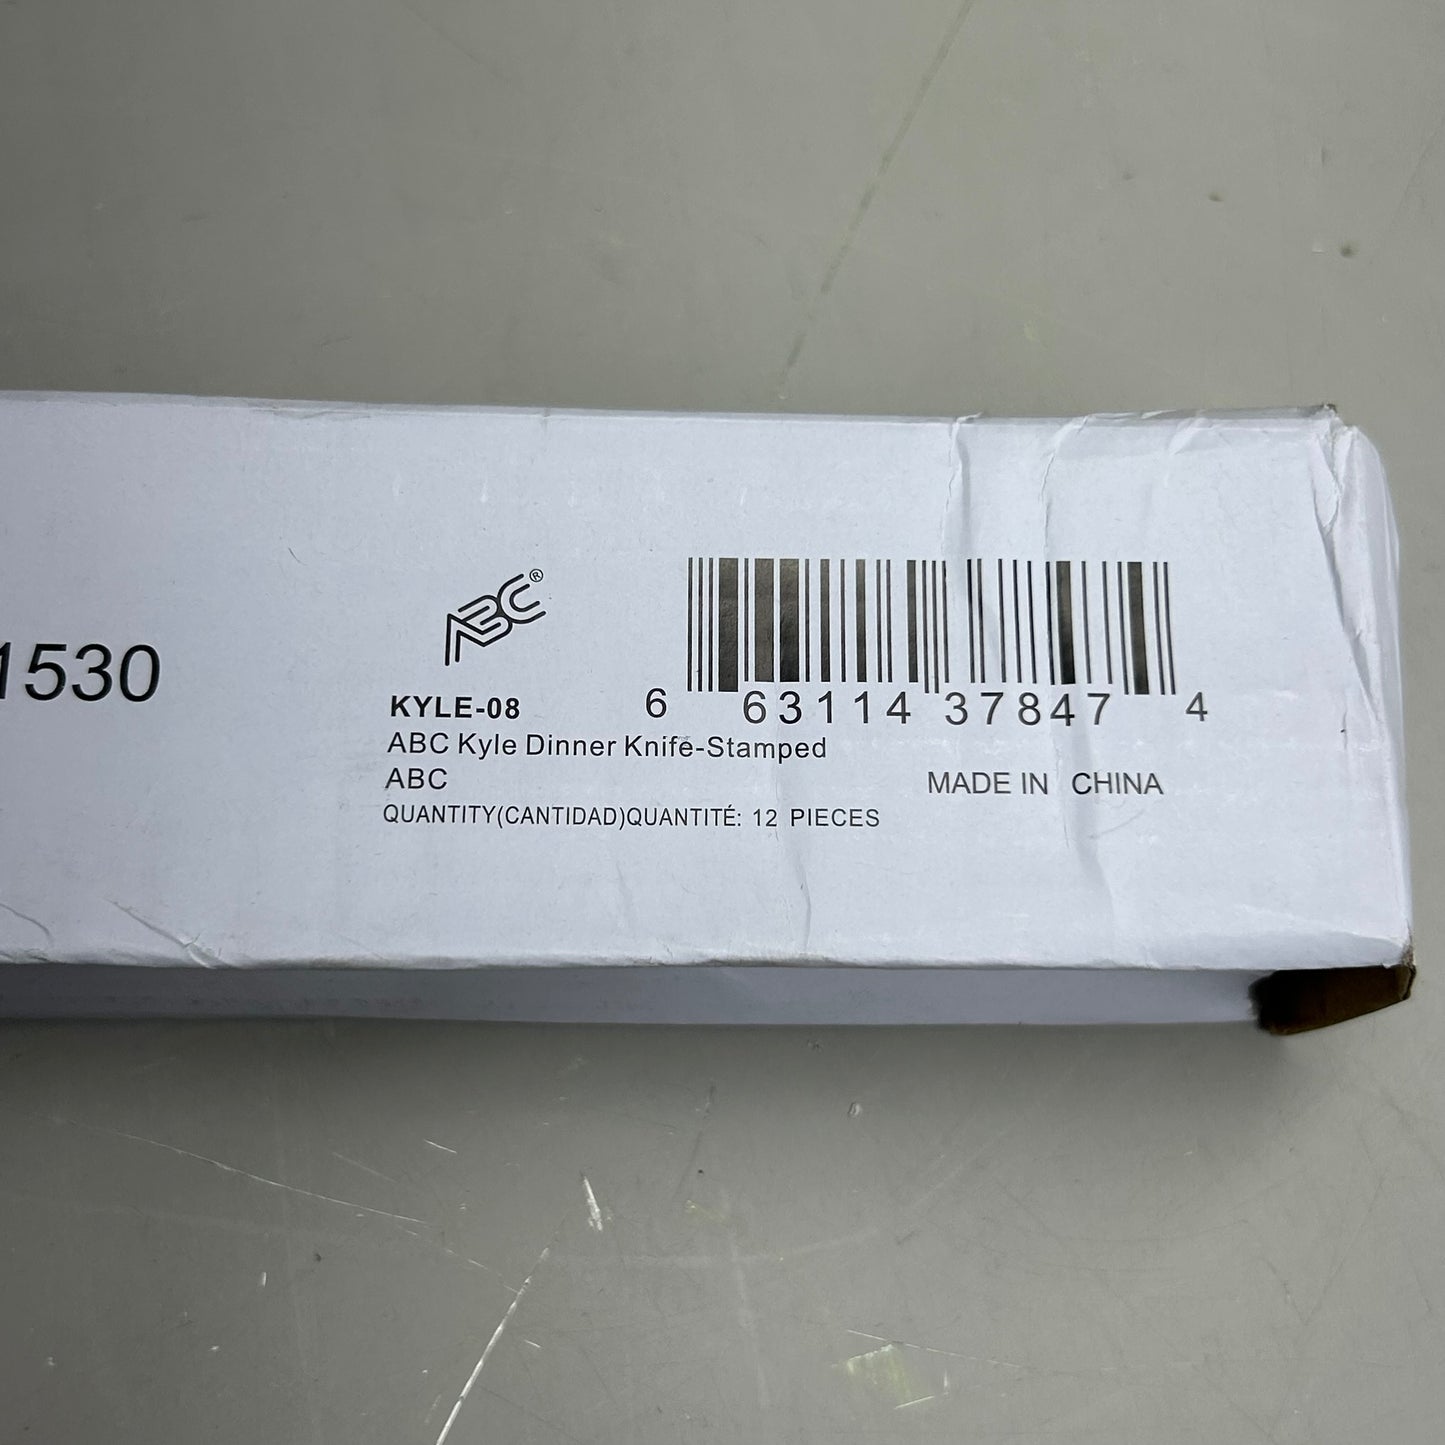 1530
ABC®
KYLE-08
6 63114 37847 4
ABC Kyle Dinner Knife-Stamped
ABC
MADE IN CHINA
QUANTITY(CANTIDAD)QUANTITÉ: 12 PIECES